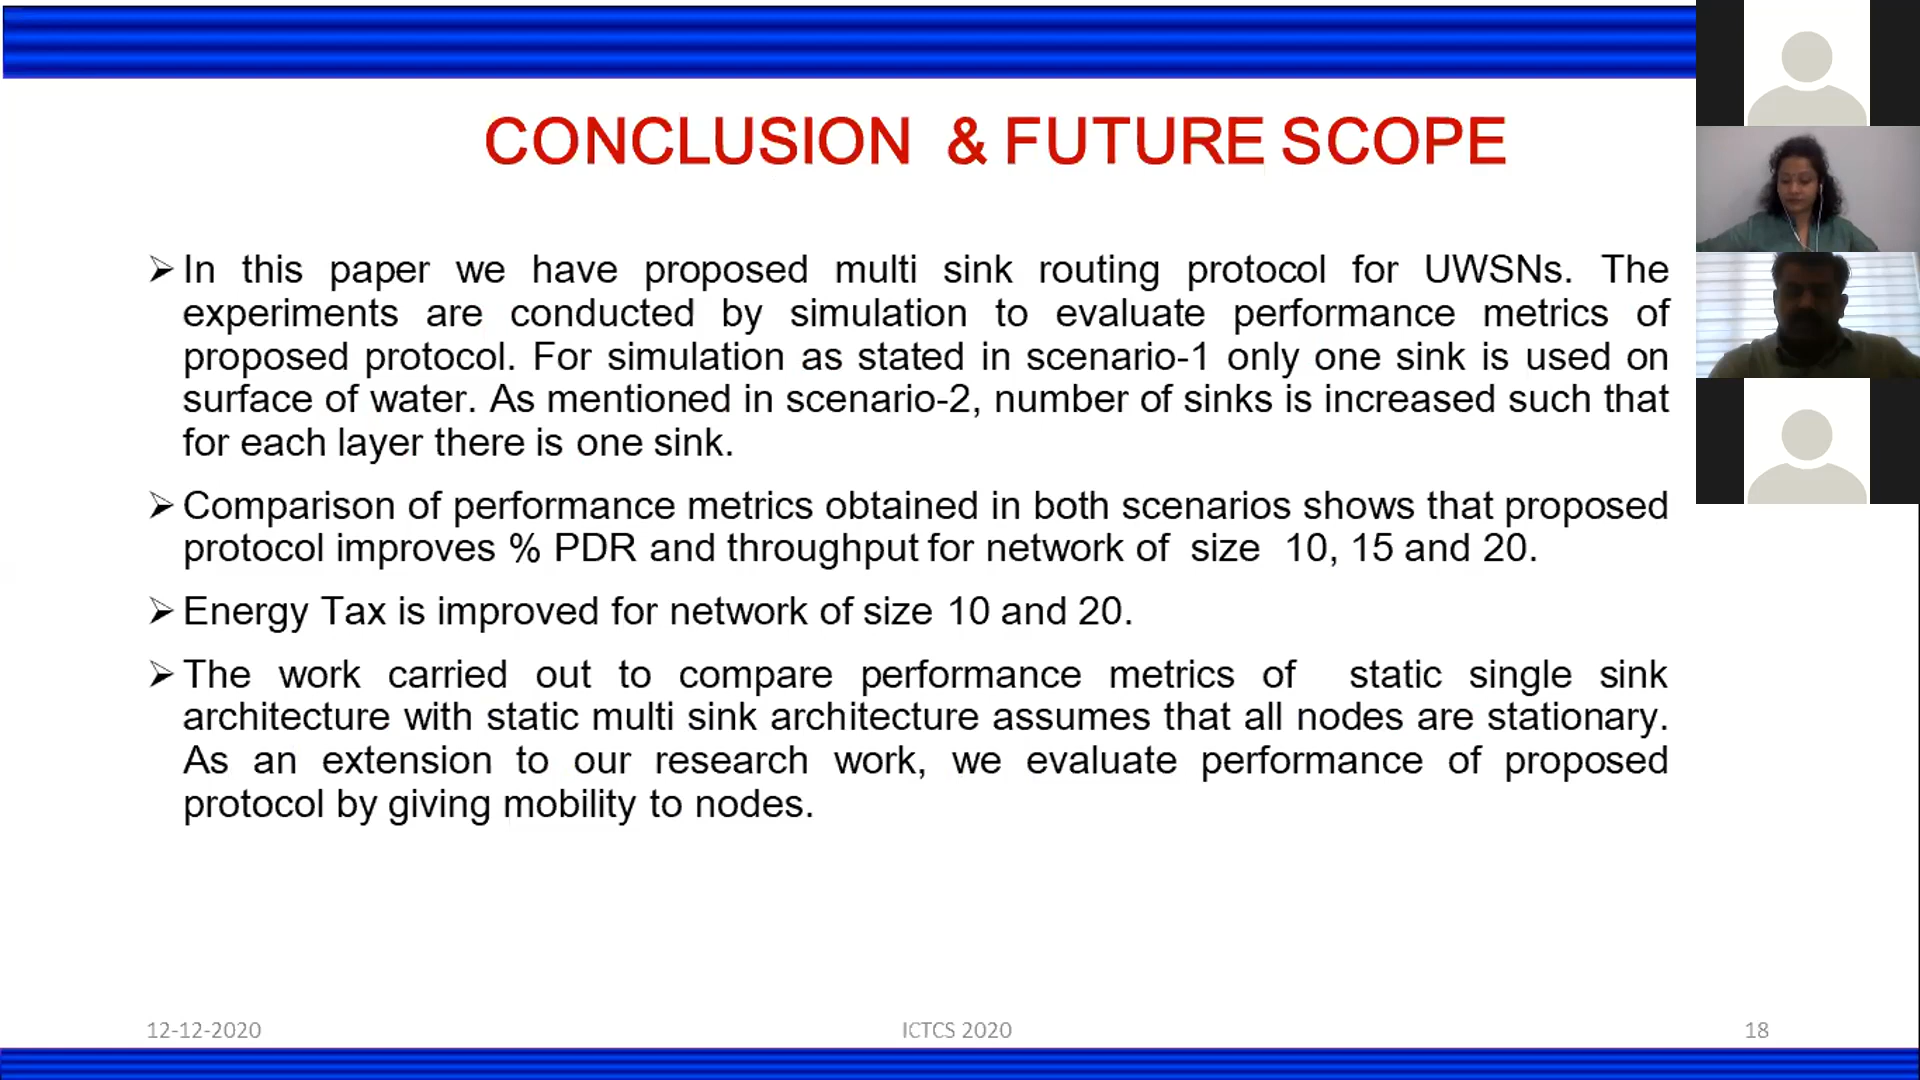 CONCLUSION & FUTURE SCOPE
In this paper we have proposed multi sink routing protocol for UWSNs. The
experiments are conducted by simulation to evaluate performance metrics of
proposed protocol. For simulation as stated in scenario-1 only one sink is used on
surface of water. As mentioned in scenario-2, number of sinks is increased such that
for each layer there is one sink.
Comparison of performance metrics obtained in both scenarios shows that proposed
protocol improves % PDR and throughput for network of size 10, 15 and 20.
Energy Tax is improved for network of size 10 and 20.
The work carried out to compare performance metrics of static single sink
architecture with static multi sink architecture assumes that all nodes are stationary.
As an extension to our research work, we evaluate performance of proposed
protocol by giving mobility to nodes.
12-12-2020
ICTCS 2020
18